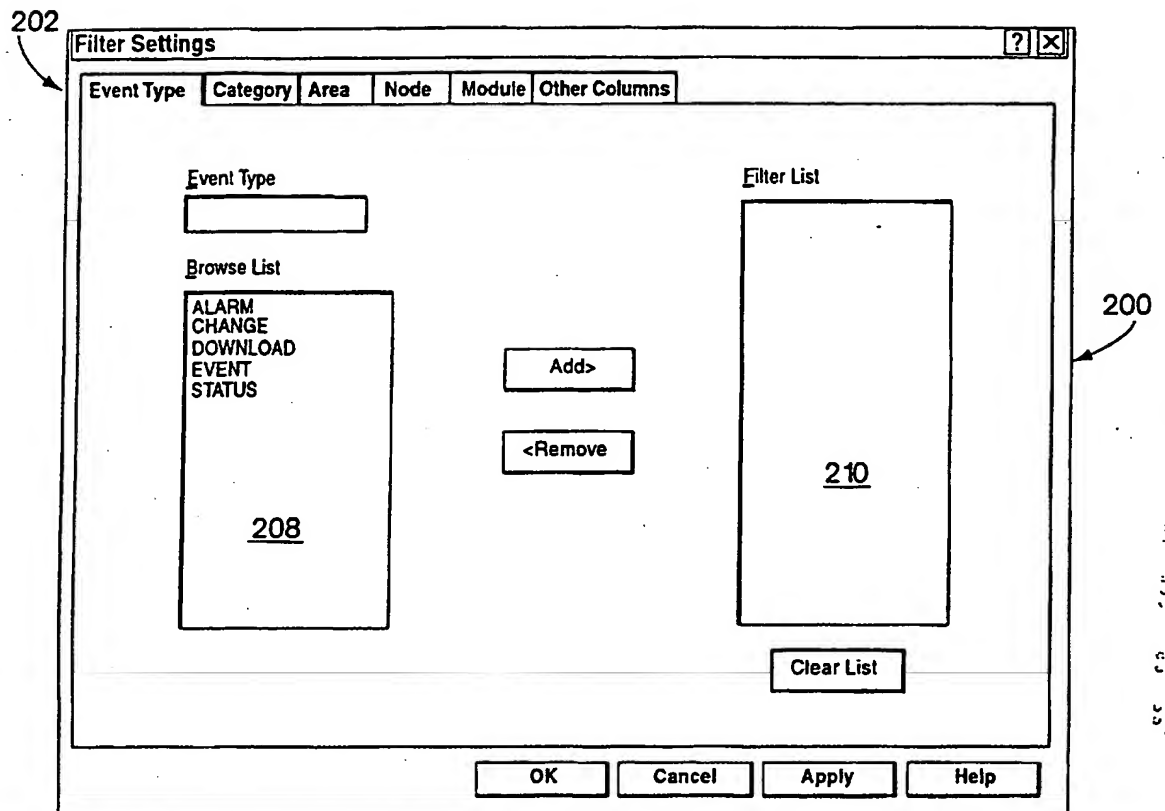 202
Filter Settings ? X
Event Type Category Area Node Module Other Columns
Event Type
Filter List
Browse List
ALARM
CHANGE
DOWNLOAD
EVENT
STATUS
200
Add>
<Remove
210
208
Clear List
OK Cancel Apply Help